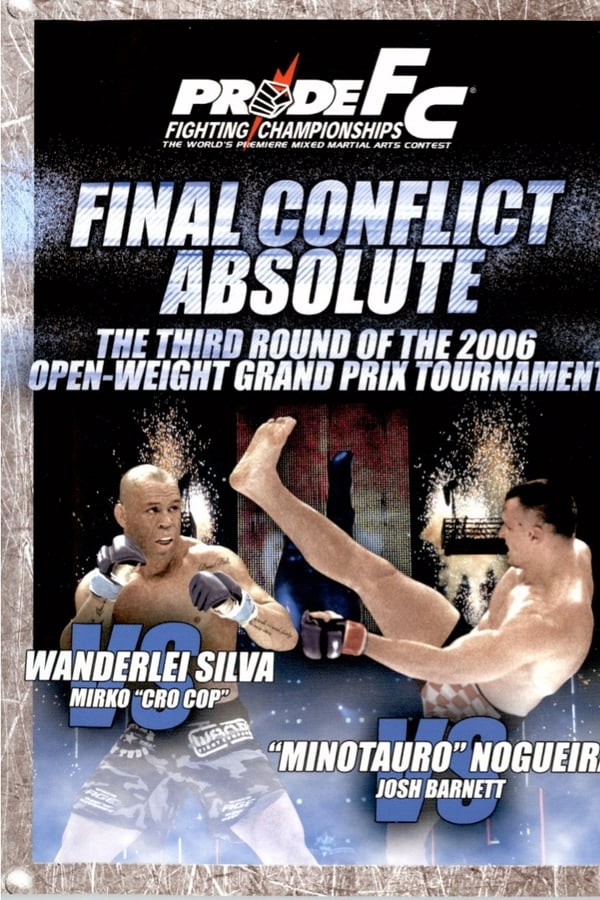 PRIDE FC®
FIGHTING CHAMPIONSHIPS
THE WORLD'S PREMIERE MIXED MARTIAL ARTS CONTEST
FINAL CONFLICT
ABSOLUTE
THE THIRD ROUND OF THE 2006
OPEN-WEIGHT GRAND PRIX TOURNAMENT
VS
WANDERLEI SILVA
MIRKO "CRO COP"
VS
"MINOTAURO" NOGUEIR
JOSH BARNETT